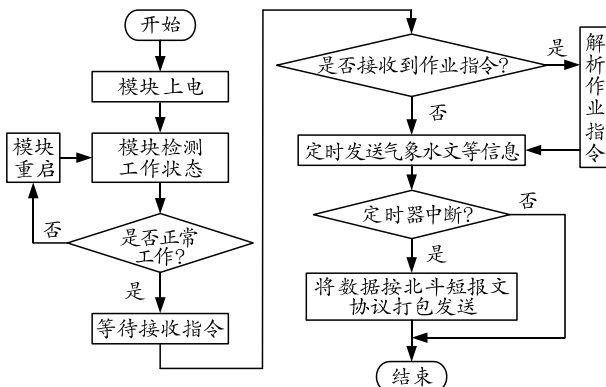 开始
模块上电
模块检测
工作状态
模块
重启
否
是否正常
工作?
是
等待接收指令
是否接收到作业指令?
是
解析作业指令
否
定时发送气象水文等信息
定时器中断?
否
是
将数据按北斗短报文
协议打包发送
结束